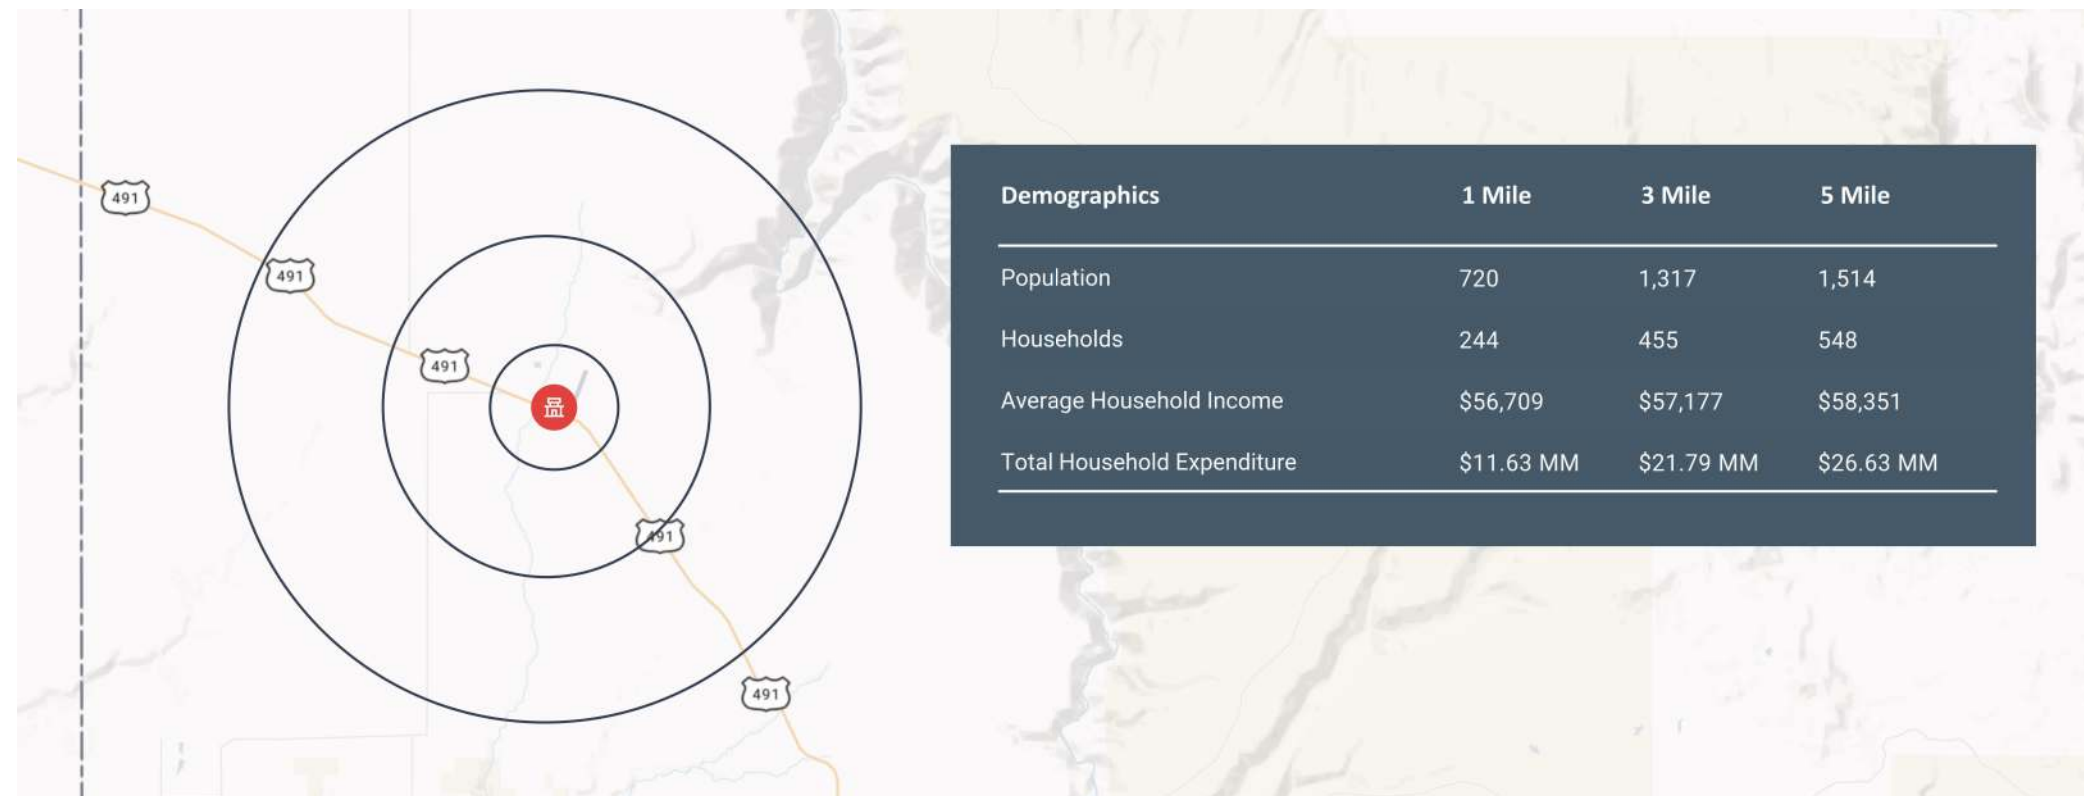 491
491
491
491
491
Demographics 1 Mile 3 Mile 5 Mile
Population 720 1,317 1,514
Households 244 455 548
Average Household Income $56,709 $57,177 $58,351
Total Household Expenditure $11.63 MM $21.79 MM $26.63 MM